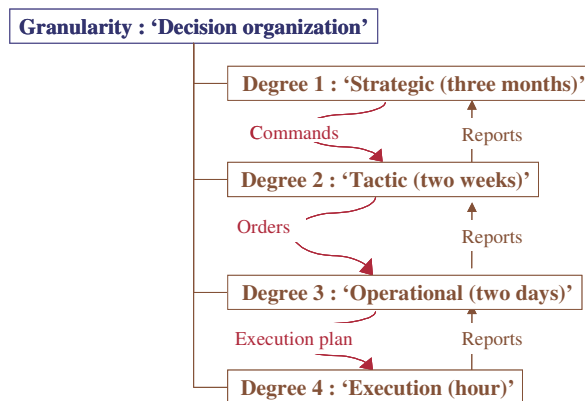 Granularity : ‘Decision organization’
Degree 1 : ‘Strategic (three months)’
Commands
Reports
Degree 2 : ‘Tactic (two weeks)’
Orders
Reports
Degree 3 : ‘Operational (two days)’
Execution plan
Reports
Degree 4 : ‘Execution (hour)’